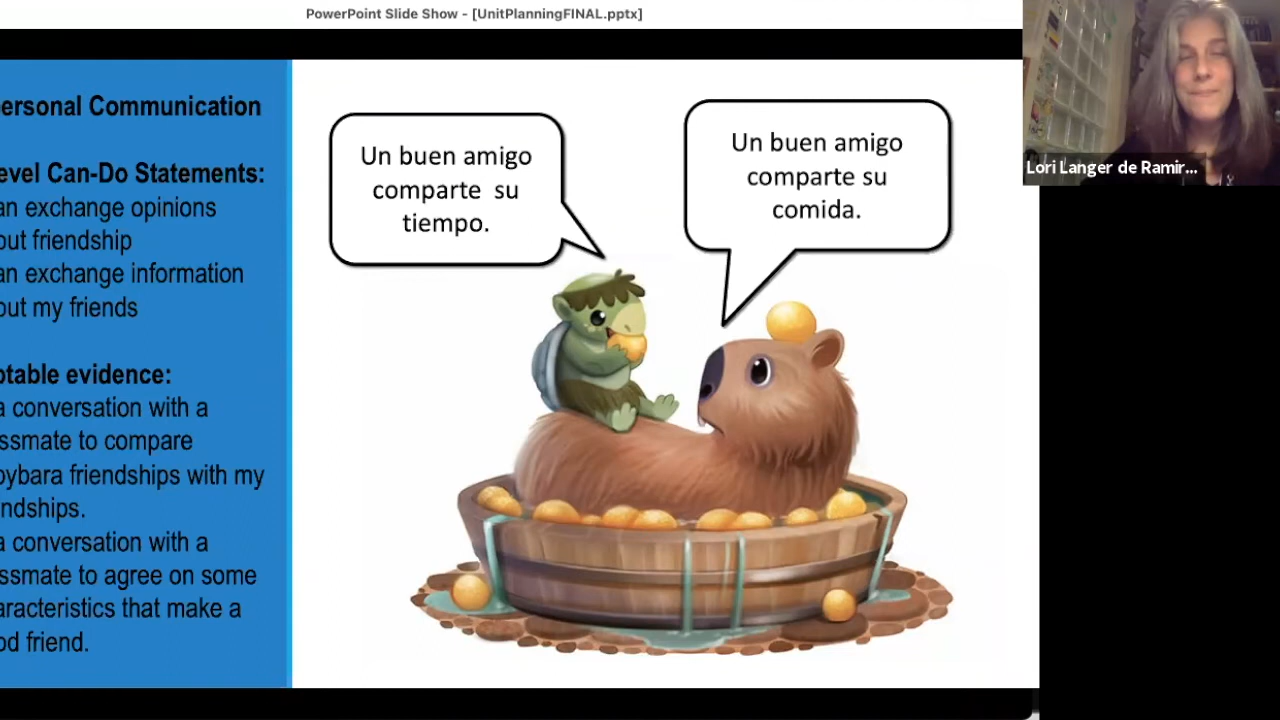 PowerPoint Slide Show - [UnitPlanningFINAL.pptx]
ersonal Communication
evel Can-Do Statements:
an exchange opinions
out friendship
an exchange information
out my friends
ptable evidence:
a conversation with a
ssmate to compare
pybara friendships with my
ndships.
a conversation with a
ssmate to agree on some
aracteristics that make a
od friend.
Un buen amigo
comparte su
tiempo.
Un buen amigo
comparte su
comida.
Lori Langer de Ramir...